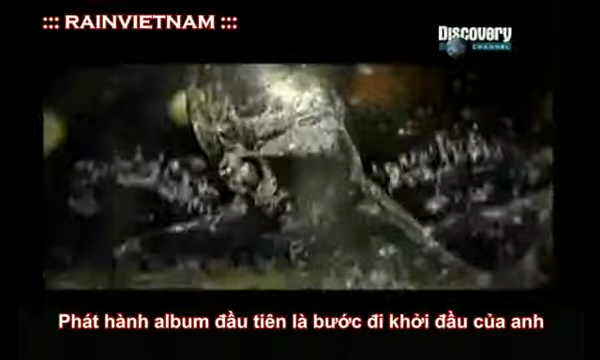 ::: RAINVIETNAM :::
Discovery
CHANNEL
Phát hành album đầu tiên là bước đi khởi đầu của anh